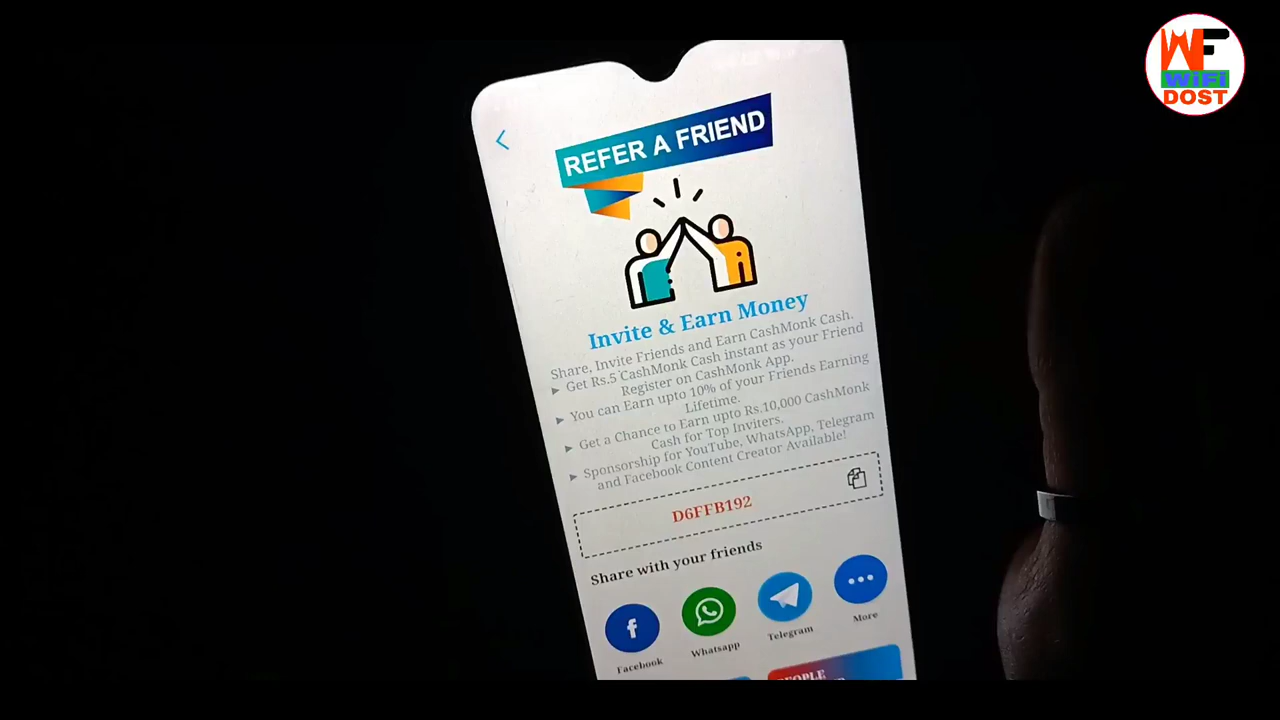 WF
WiFi
DOST
REFER A FRIEND
Invite & Earn Money
Share, Invite Friends and Earn CashMonk Cash.
► Get Rs.5 CashMonk Cash instant as your Friend
Register on CashMonk App.
► You can Earn upto 10% of your Friends Earning
Lifetime.
► Get a Chance to Earn upto Rs.10,000 CashMonk
Cash for Top Inviters.
► Sponsorship for YouTube, WhatsApp, Telegram
and Facebook Content Creator Available!
D6FFB192
Share with your friends
Facebook
Whatsapp
Telegram
More